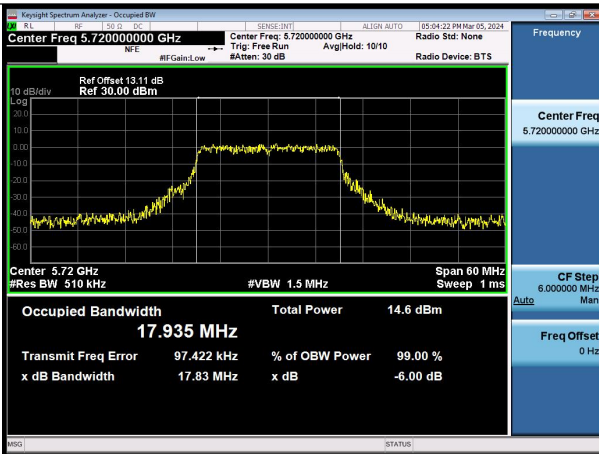 Keysight Spectrum Analyzer - Occupied BW
RL RF 50 Ω DC SENSE:INT ALIGN AUTO 05:04:22 PM Mar 05, 2024
Center Freq 5.720000000 GHz
NFE
#IFGain:Low
Center Freq: 5.720000000 GHz
Trig: Free Run Avg|Hold: 10/10
#Atten: 30 dB
Radio Std: None
Radio Device: BTS
Ref Offset 13.11 dB
10 dB/div Ref 30.00 dBm
Log
20.0
10.0
0.00
-10.0
-20.0
-30.0
-40.0
-50.0
-60.0
Center 5.72 GHz Span 60 MHz
#Res BW 510 kHz #VBW 1.5 MHz Sweep 1 ms
Occupied Bandwidth Total Power 14.6 dBm
17.935 MHz
Transmit Freq Error 97.422 kHz % of OBW Power 99.00 %
x dB Bandwidth 17.83 MHz x dB -6.00 dB
MSG STATUS
Frequency
Center Freq
5.720000000 GHz
CF Step
6.000000 MHz
Auto Man
Freq Offset
0 Hz